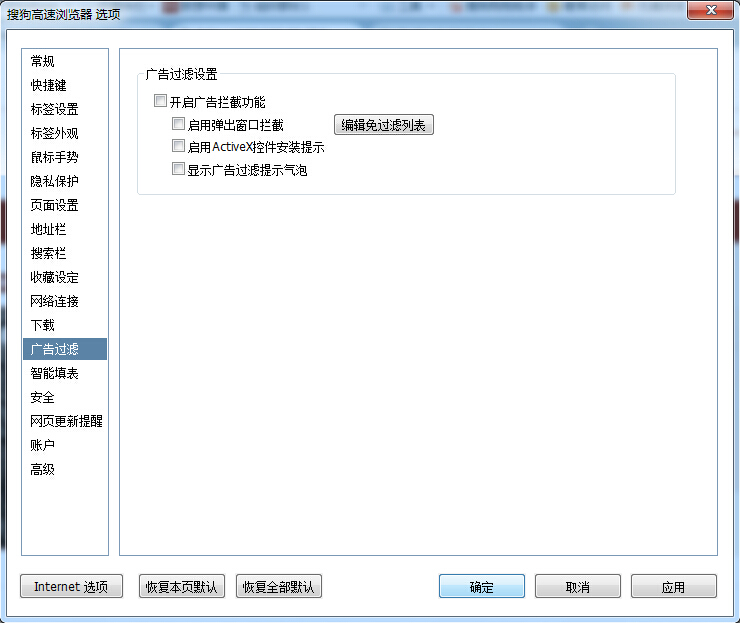 搜狗高速浏览器 选项
常规
快捷键
标签设置
标签外观
鼠标手势
隐私保护
页面设置
地址栏
搜索栏
收藏设定
网络连接
下载
广告过滤
智能填表
安全
网页更新提醒
账户
高级
广告过滤设置
开启广告拦截功能
启用弹出窗口拦截 编辑免过滤列表
启用ActiveX控件安装提示
显示广告过滤提示气泡
Internet 选项 恢复本页默认 恢复全部默认 确定 取消 应用